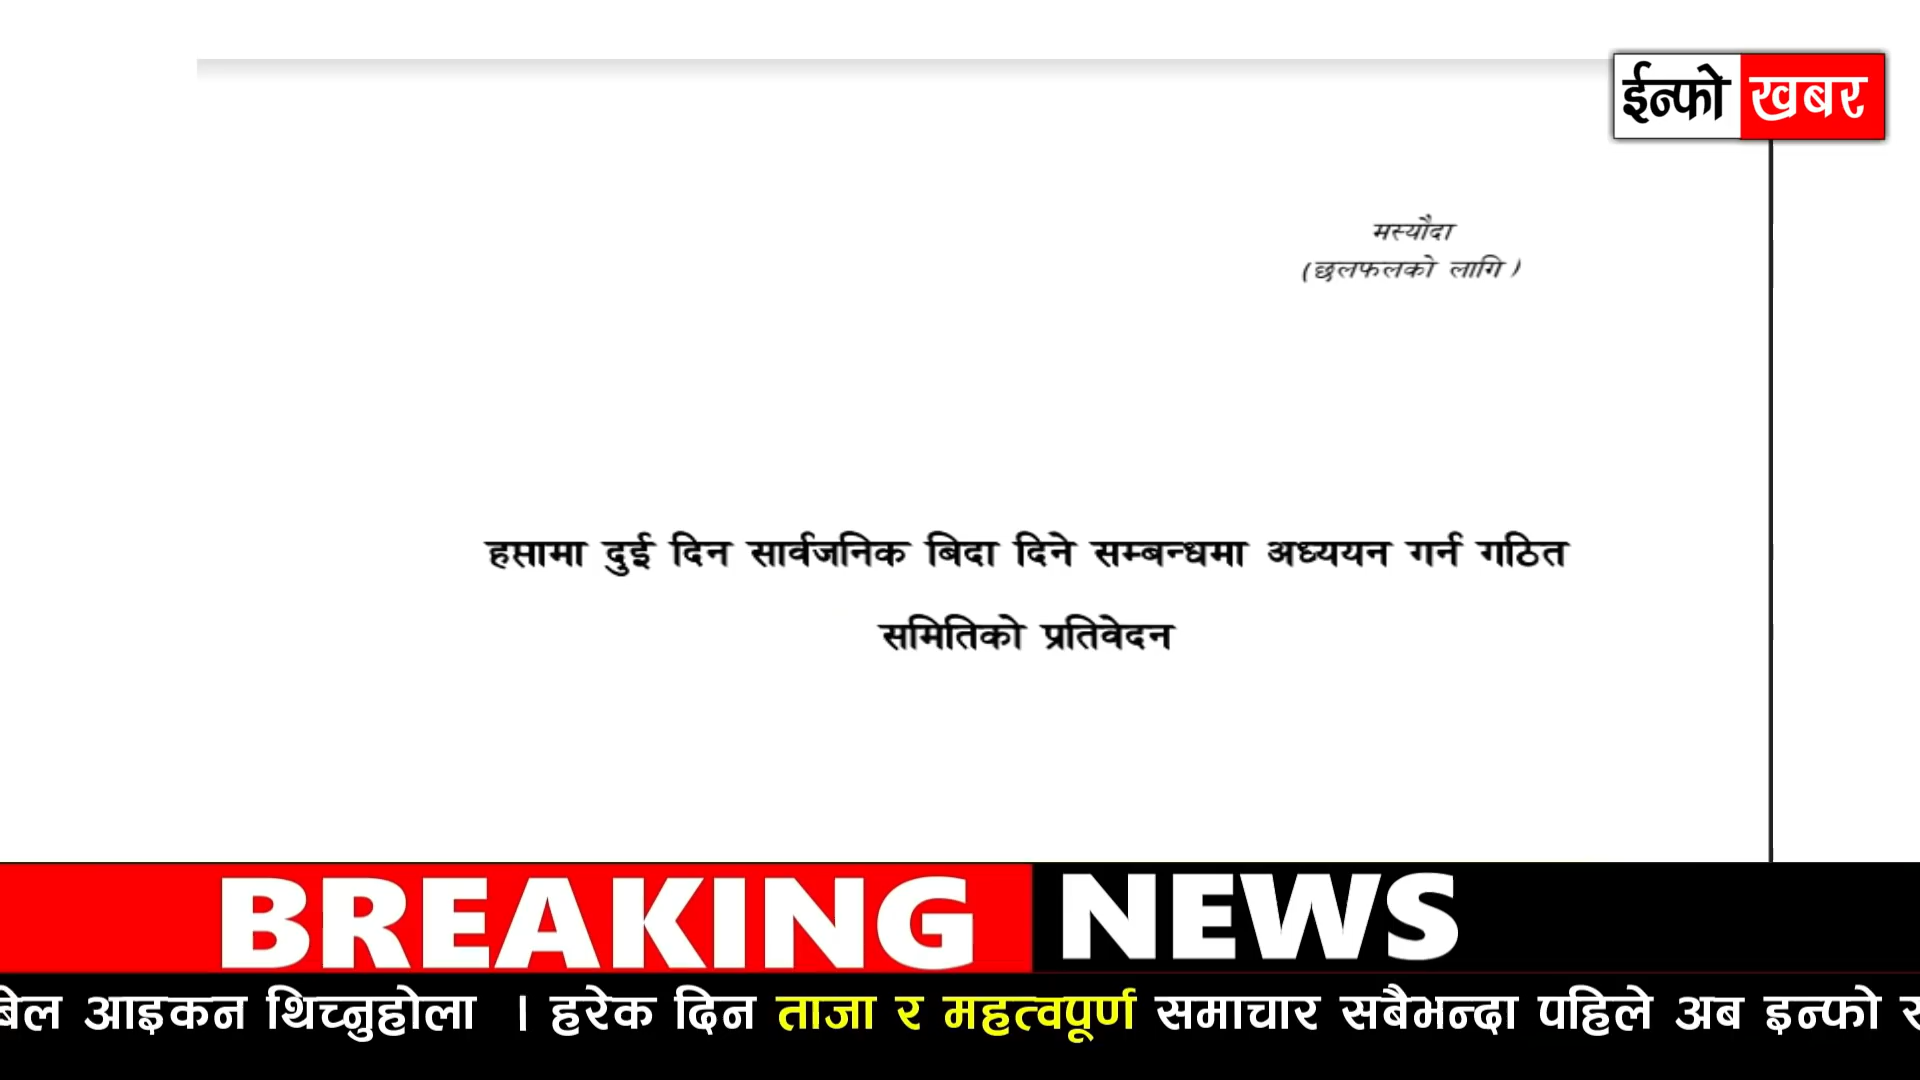 ईन्फो खबर
मस्यौदा
(छलफलको लागि)
हप्तामा दुई दिन सार्वजनिक बिदा दिने सम्बन्धमा अध्ययन गर्न गठित
समितिको प्रतिवेदन
BREAKING NEWS
बेल आइकन थिच्नुहोला । हरेक दिन ताजा र महत्वपूर्ण समाचार सबैभन्दा पहिले अब इन्फो